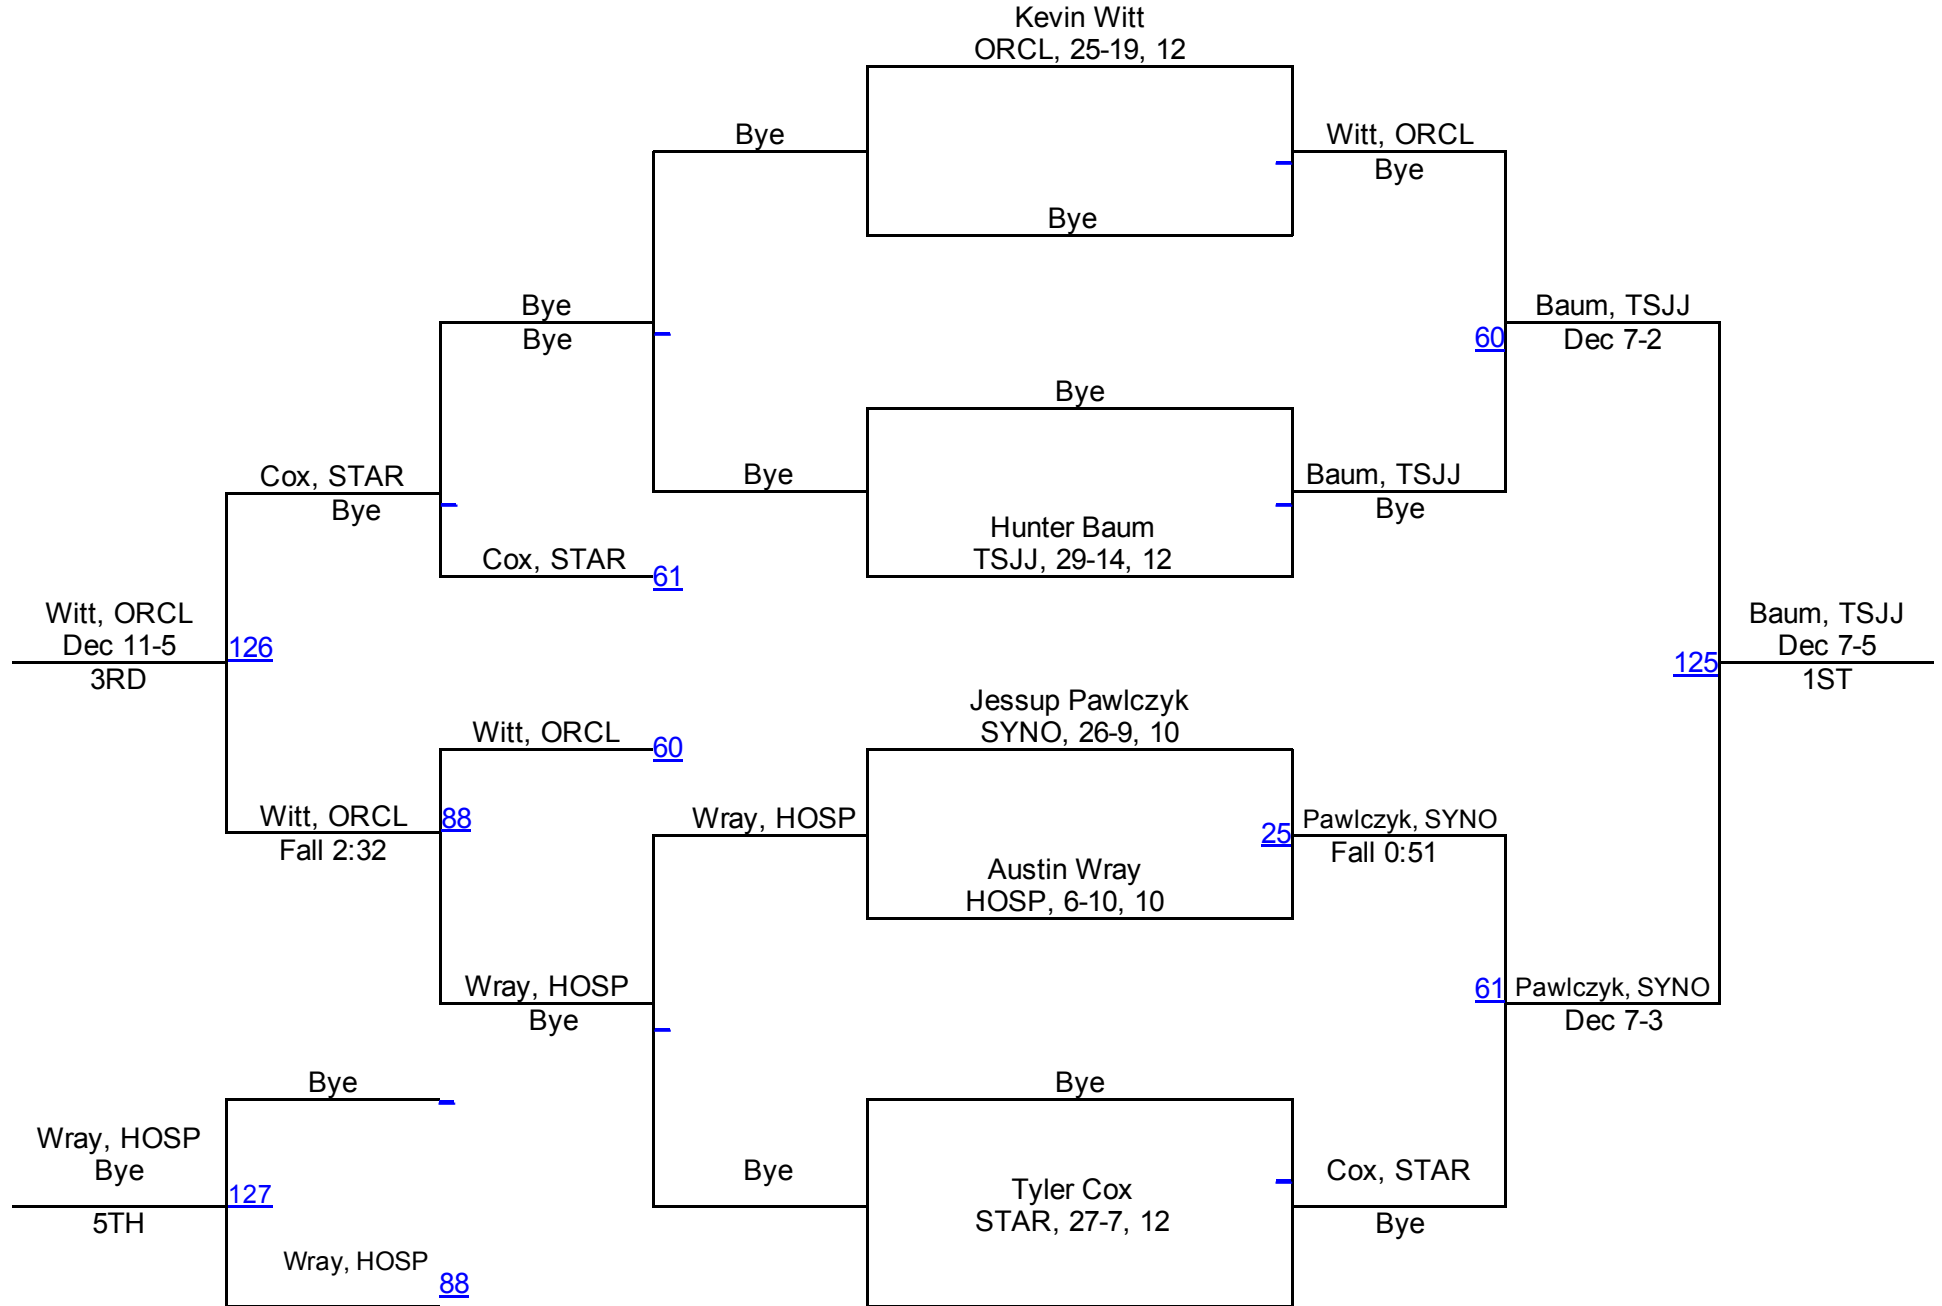 Kevin Witt
ORCL, 25-19, 12
Bye
Witt, ORCL
Bye
Bye
Bye
Bye
Baum, TSJJ
60
Dec 7-2
Bye
Cox, STAR
Bye
Bye
Baum, TSJJ
Bye
Hunter Baum
TSJJ, 29-14, 12
Cox, STAR
61
Witt, ORCL
Dec 11-5
126
3RD
Baum, TSJJ
Dec 7-5
125
1ST
Jessup Pawlczyk
SYNO, 26-9, 10
Witt, ORCL
60
Witt, ORCL
88
Fall 2:32
Wray, HOSP
25
Pawlczyk, SYNO
Fall 0:51
Austin Wray
HOSP, 6-10, 10
Wray, HOSP
Bye
61
Pawlczyk, SYNO
Dec 7-3
Bye
Bye
Wray, HOSP
Bye
127
5TH
Bye
Cox, STAR
Bye
Tyler Cox
STAR, 27-7, 12
Wray, HOSP
88